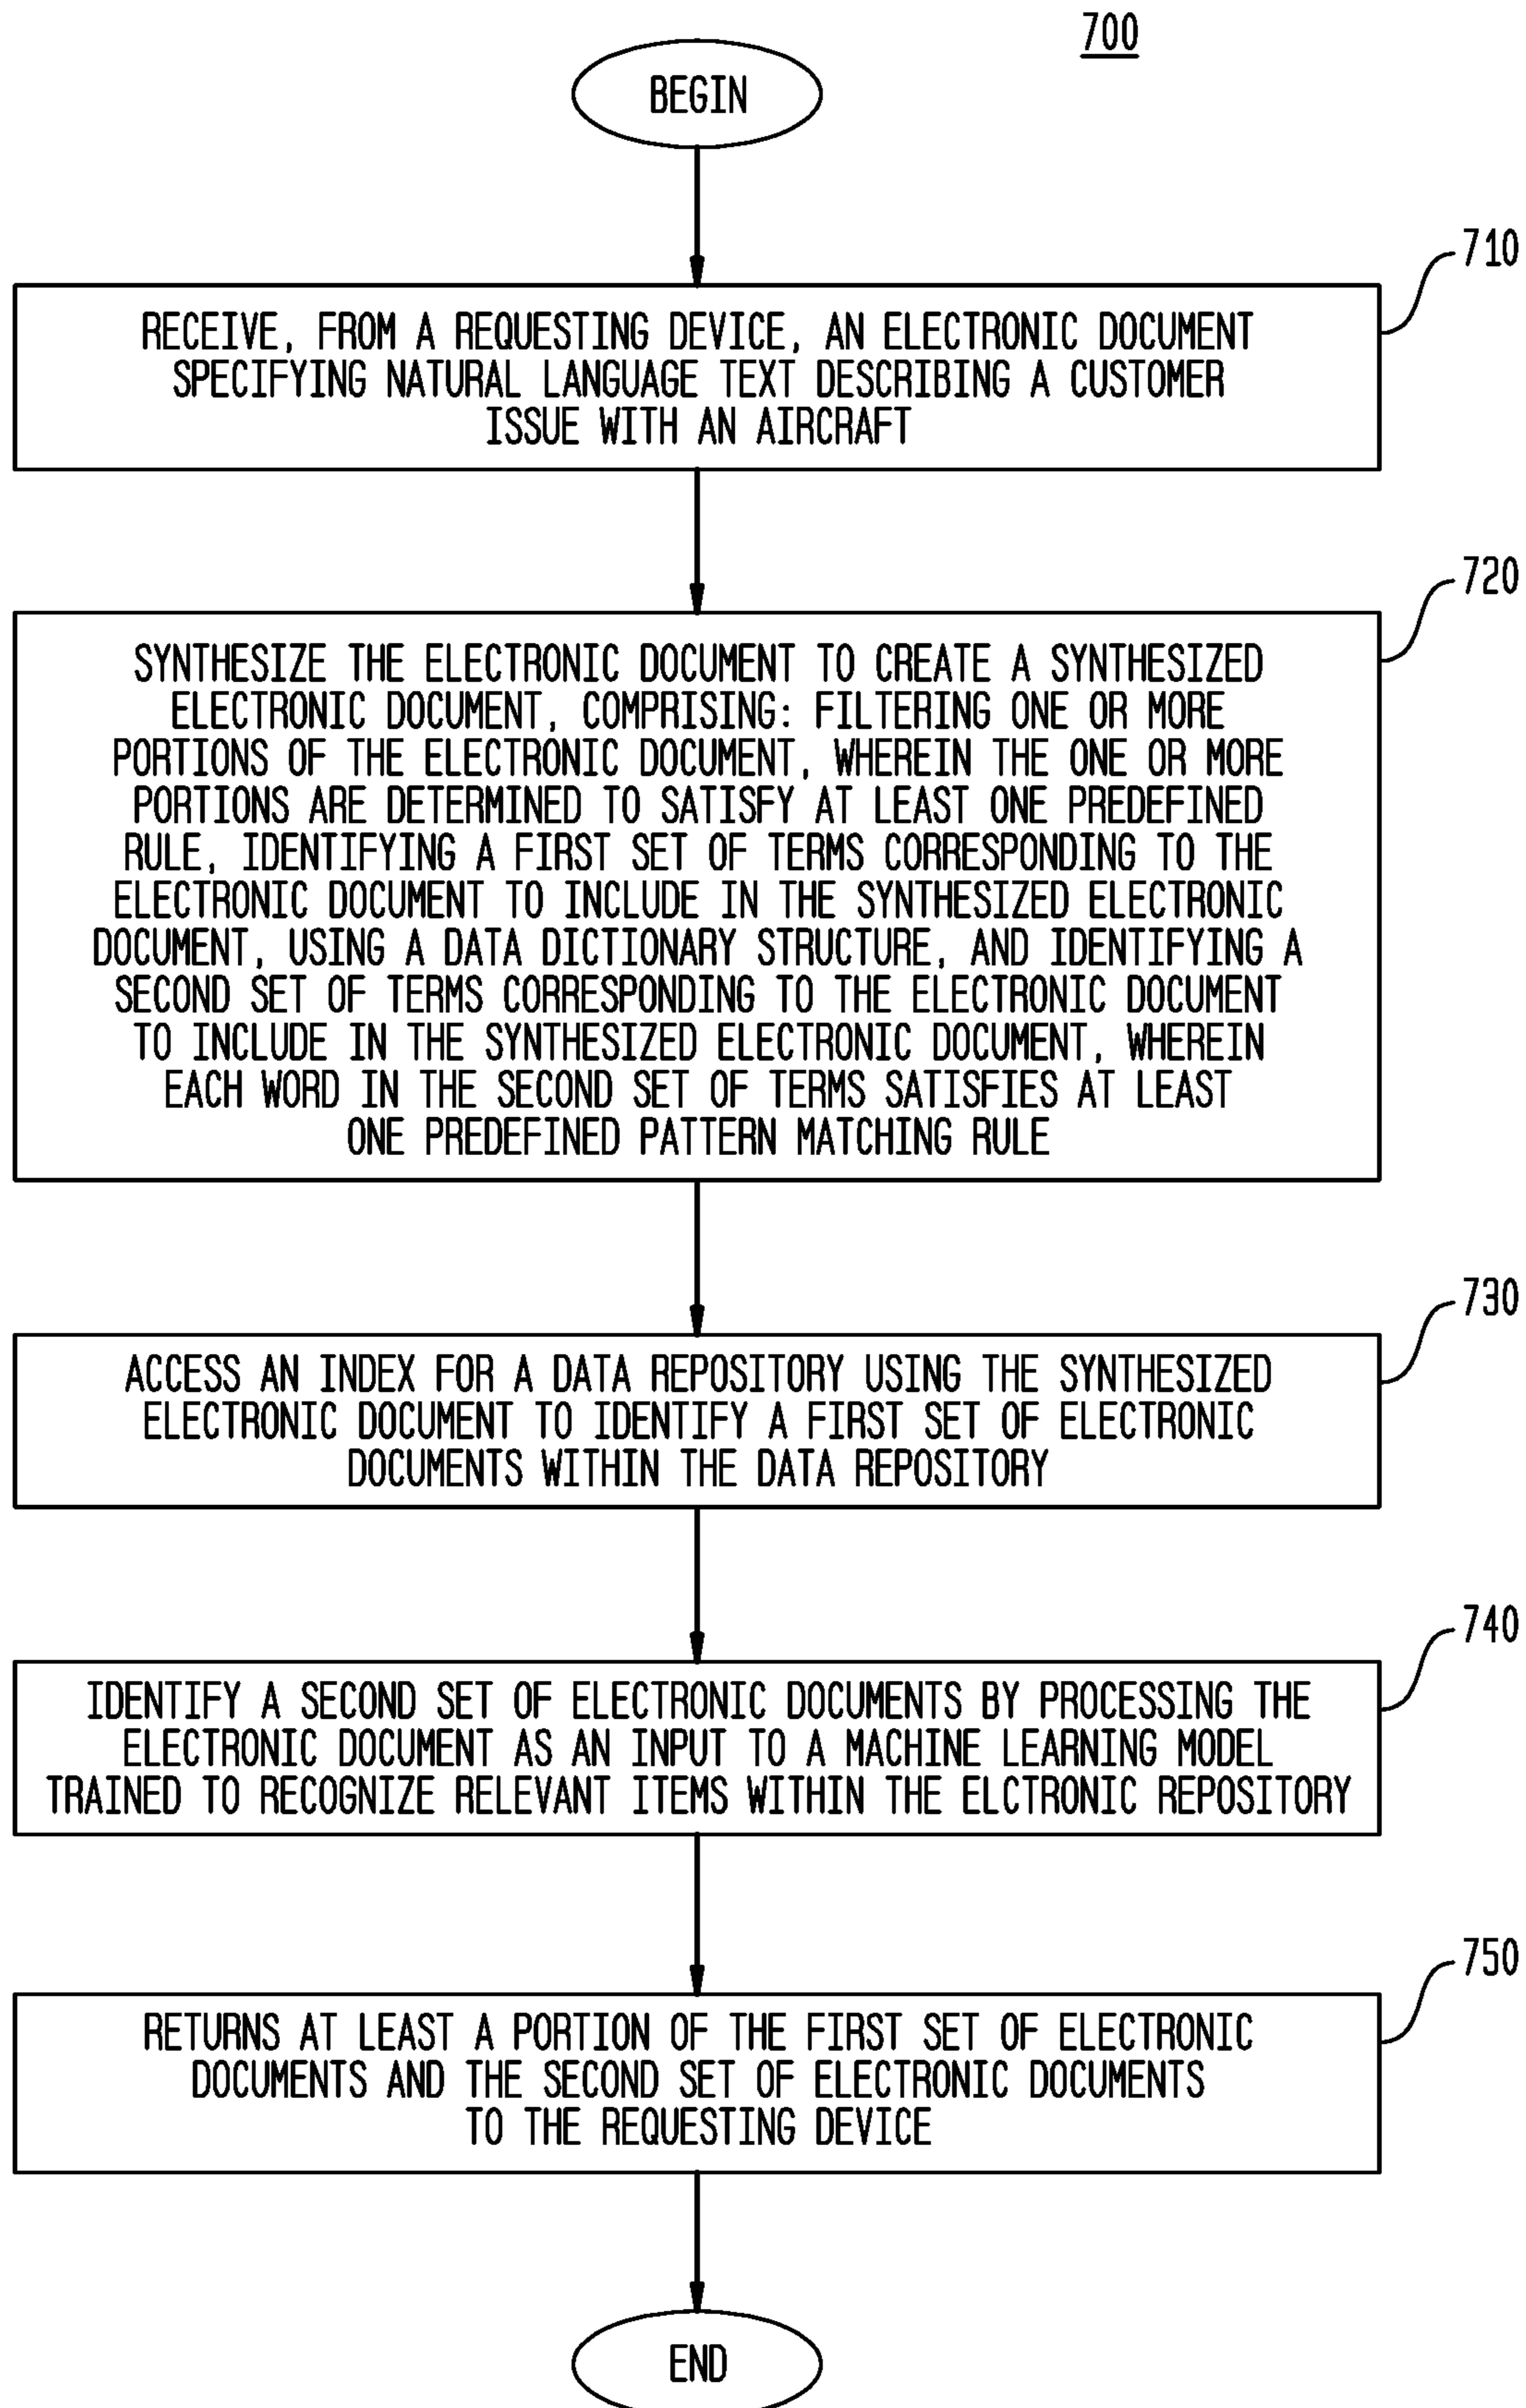 700
BEGIN
710
RECEIVE, FROM A REQUESTING DEVICE, AN ELECTRONIC DOCUMENT
SPECIFYING NATURAL LANGUAGE TEXT DESCRIBING A CUSTOMER
ISSUE WITH AN AIRCRAFT
720
SYNTHESIZE THE ELECTRONIC DOCUMENT TO CREATE A SYNTHESIZED
ELECTRONIC DOCUMENT, COMPRISING: FILTERING ONE OR MORE
PORTIONS OF THE ELECTRONIC DOCUMENT, WHEREIN THE ONE OR MORE
PORTIONS ARE DETERMINED TO SATISFY AT LEAST ONE PREDEFINED
RULE, IDENTIFYING A FIRST SET OF TERMS CORRESPONDING TO THE
ELECTRONIC DOCUMENT TO INCLUDE IN THE SYNTHESIZED ELECTRONIC
DOCUMENT, USING A DATA DICTIONARY STRUCTURE, AND IDENTIFYING A
SECOND SET OF TERMS CORRESPONDING TO THE ELECTRONIC DOCUMENT
TO INCLUDE IN THE SYNTHESIZED ELECTRONIC DOCUMENT, WHEREIN
EACH WORD IN THE SECOND SET OF TERMS SATISFIES AT LEAST
ONE PREDEFINED PATTERN MATCHING RULE
730
ACCESS AN INDEX FOR A DATA REPOSITORY USING THE SYNTHESIZED
ELECTRONIC DOCUMENT TO IDENTIFY A FIRST SET OF ELECTRONIC
DOCUMENTS WITHIN THE DATA REPOSITORY
740
IDENTIFY A SECOND SET OF ELECTRONIC DOCUMENTS BY PROCESSING THE
ELECTRONIC DOCUMENT AS AN INPUT TO A MACHINE LEARNING MODEL
TRAINED TO RECOGNIZE RELEVANT ITEMS WITHIN THE ELCTRONIC REPOSITORY
750
RETURNS AT LEAST A PORTION OF THE FIRST SET OF ELECTRONIC
DOCUMENTS AND THE SECOND SET OF ELECTRONIC DOCUMENTS
TO THE REQUESTING DEVICE
END